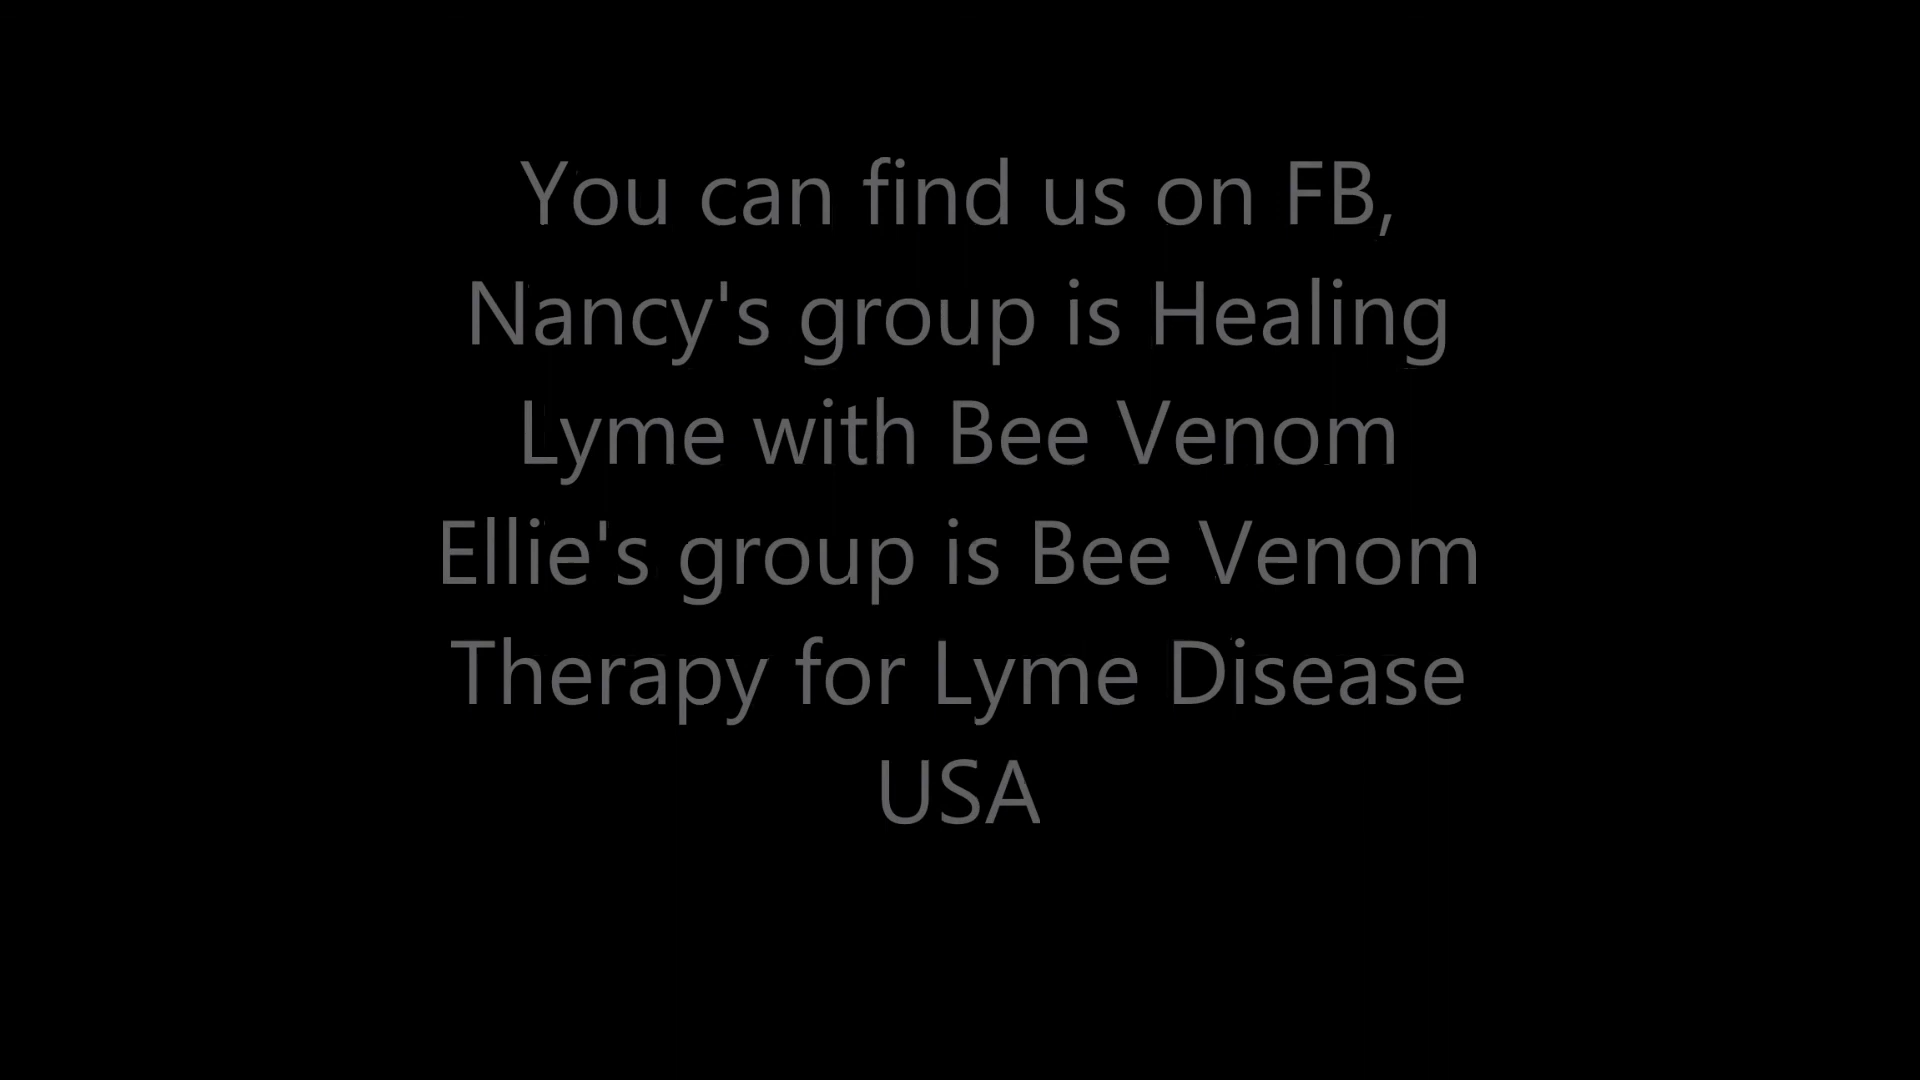 You can find us on FB,
Nancy's group is Healing
Lyme with Bee Venom
Ellie's group is Bee Venom
Therapy for Lyme Disease
USA